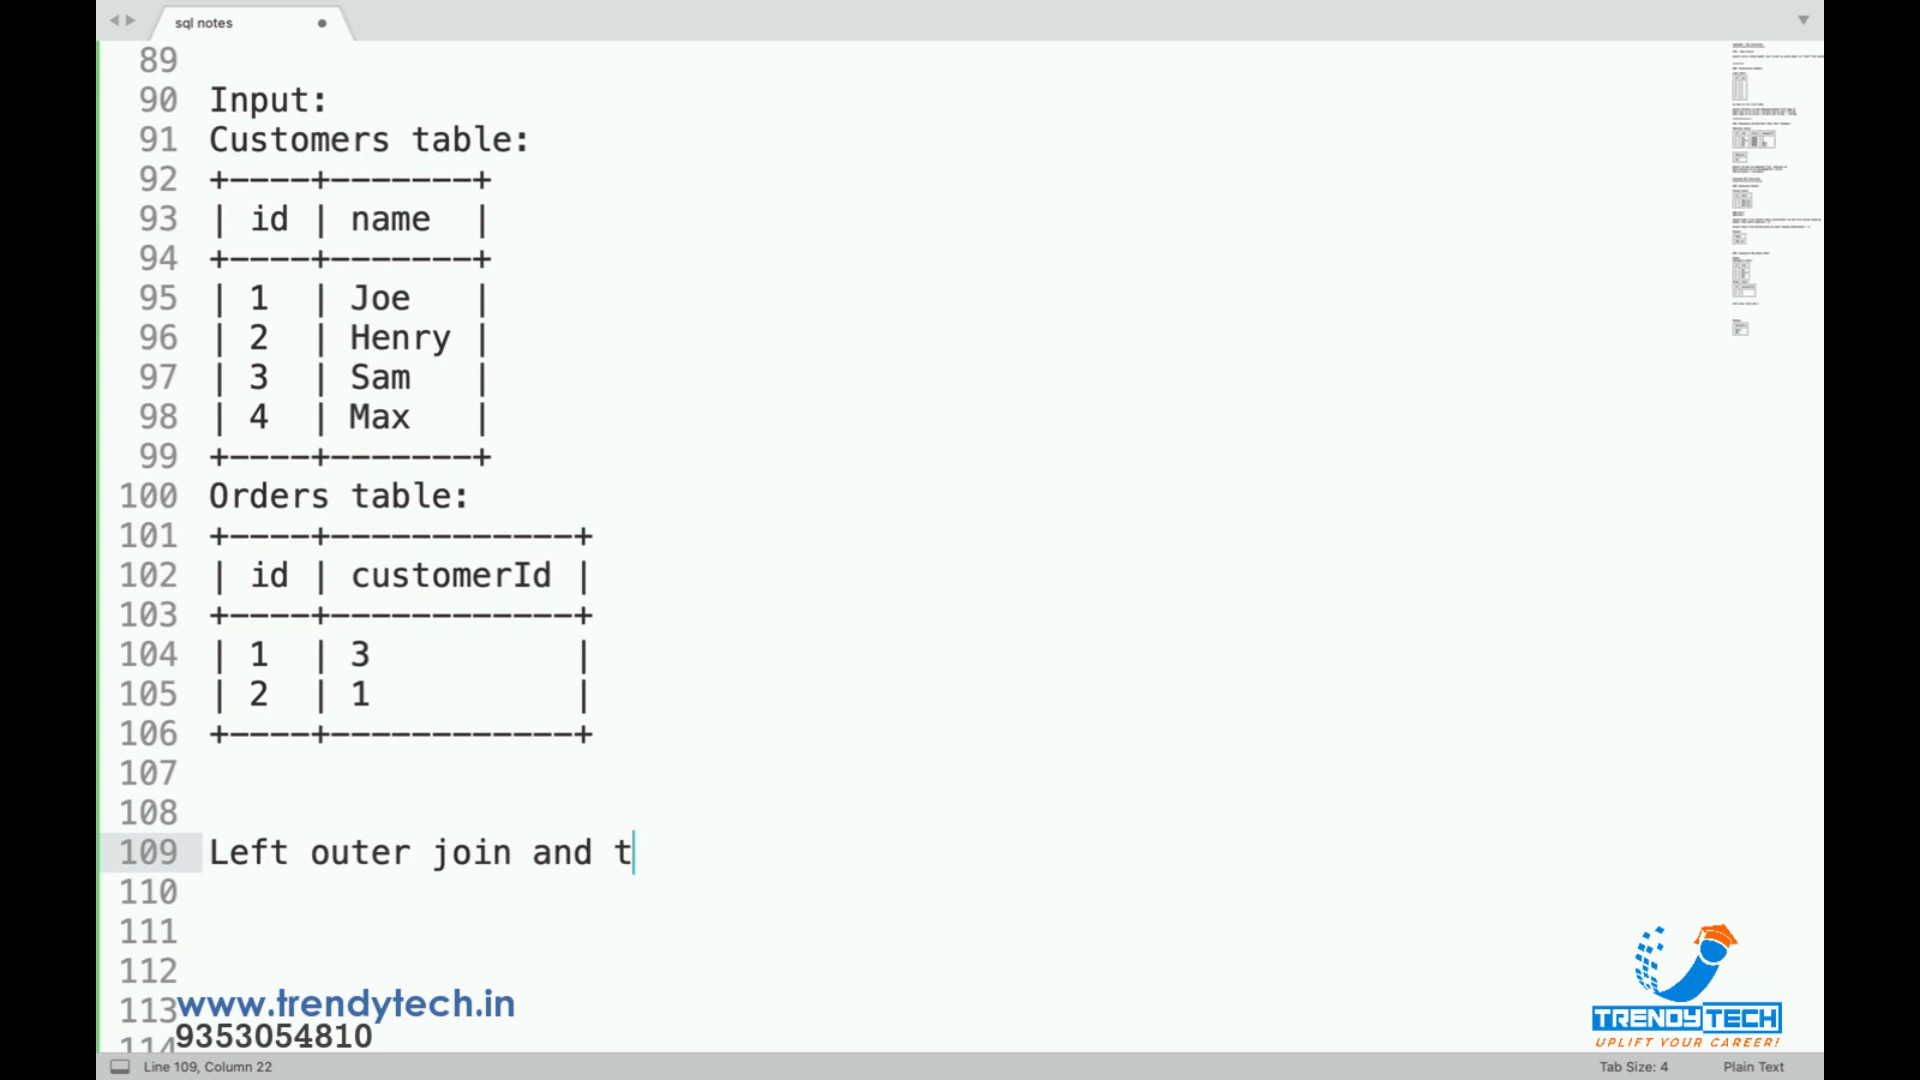 sql notes
89
90 Input:
91 Customers table:
92 +----+-------+
93 | id | name  |
94 +----+-------+
95 | 1  | Joe   |
96 | 2  | Henry |
97 | 3  | Sam   |
98 | 4  | Max   |
99 +----+-------+
100 Orders table:
101 +----+------------+
102 | id | customerId |
103 +----+------------+
104 | 1  | 3          |
105 | 2  | 1          |
106 +----+------------+
107
108
109 Left outer join and t
110
111
112
113
www.trendytech.in
114
9353054810
TRENDYTECH
UPLIFT YOUR CAREER!
Line 109, Column 22
Tab Size: 4
Plain Text